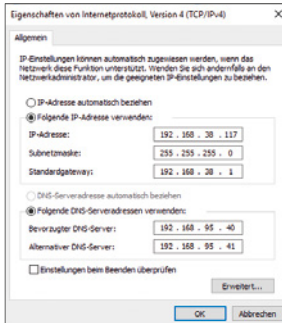 Eigenschaften von Internetprotokoll, Version 4 (TCP/IPv4)
Allgemein
IP-Einstellungen können automatisch zugewiesen werden, wenn das
Netzwerk diese Funktion unterstützt. Wenden Sie sich andernfalls an den
Netzwerkadministrator, um die geeigneten IP-Einstellungen zu beziehen.
IP-Adresse automatisch beziehen
Folgende IP-Adresse verwenden:
IP-Adresse: 192 . 168 . 38 . 117
Subnetzmaske: 255 . 255 . 255 . 0
Standardgateway: 192 . 168 . 38 . 1
DNS-Serveradresse automatisch beziehen
Folgende DNS-Serveradressen verwenden:
Bevorzugter DNS-Server: 192 . 168 . 95 . 40
Alternativer DNS-Server: 192 . 168 . 95 . 41
Einstellungen beim Beenden überprüfen
Erweitert...
OK Abbrechen